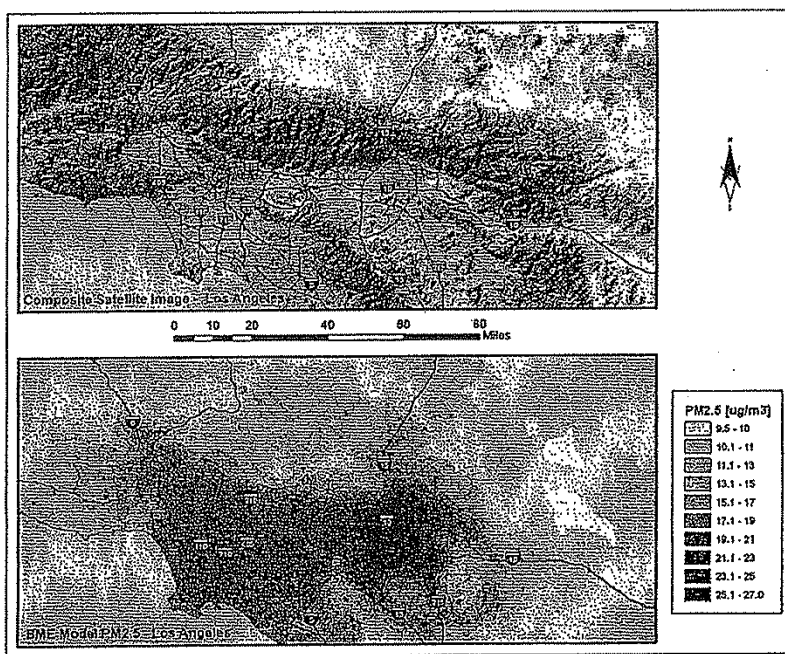 Composite Satellite Image - Los Angeles
0 5 10 20 40 60 80
Miles
PM2.5 [ug/m3]
9.5 - 10
10.1 - 11
11.1 - 13
13.1 - 15
15.1 - 17
17.1 - 19
19.1 - 21
21.1 - 23
23.1 - 25
25.1 - 27.0
BME Model PM2.5 - Los Angeles